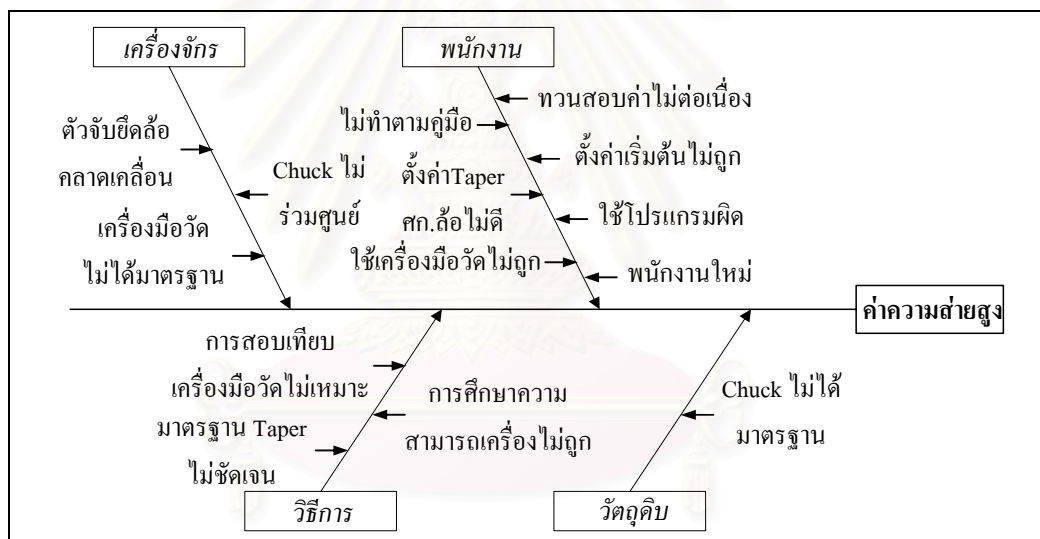 เครื่องจักร
พนักงาน
ทวนสอบค่าไม่ต่อเนื่อง
ไม่ทำตามคู่มือ
ตัวจับยึดล้อ
คลาดเคลื่อน
ตั้งค่าเริ่มต้นไม่ถูก
Chuck ไม่
ร่วมศูนย์
ตั้งค่าTaper
ศก.ล้อไม่ดี
ใช้โปรแกรมผิด
เครื่องมือวัด
ไม่ได้มาตรฐาน
ใช้เครื่องมือวัดไม่ถูก
พนักงานใหม่
ค่าความส่ายสูง
การสอบเทียบ
เครื่องมือวัดไม่เหมาะ
การศึกษาความ
สามารถเครื่องไม่ถูก
มาตรฐาน Taper
ไม่ชัดเจน
Chuck ไม่ได้
มาตรฐาน
วิธีการ
วัตถุดิบ